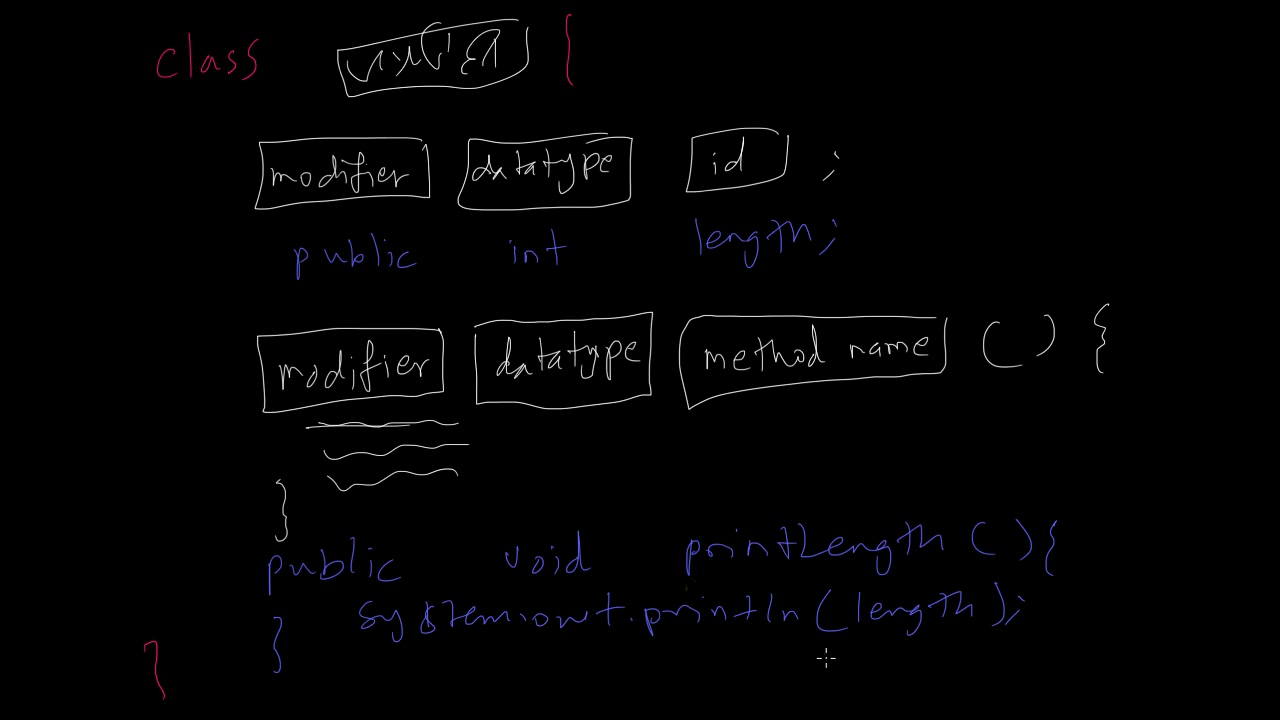 class {
modifier datatype id ;
public int length;
modifier datatype method name ( ) {
}
public void printLength ( ) {
system.out.println (length);
}
}